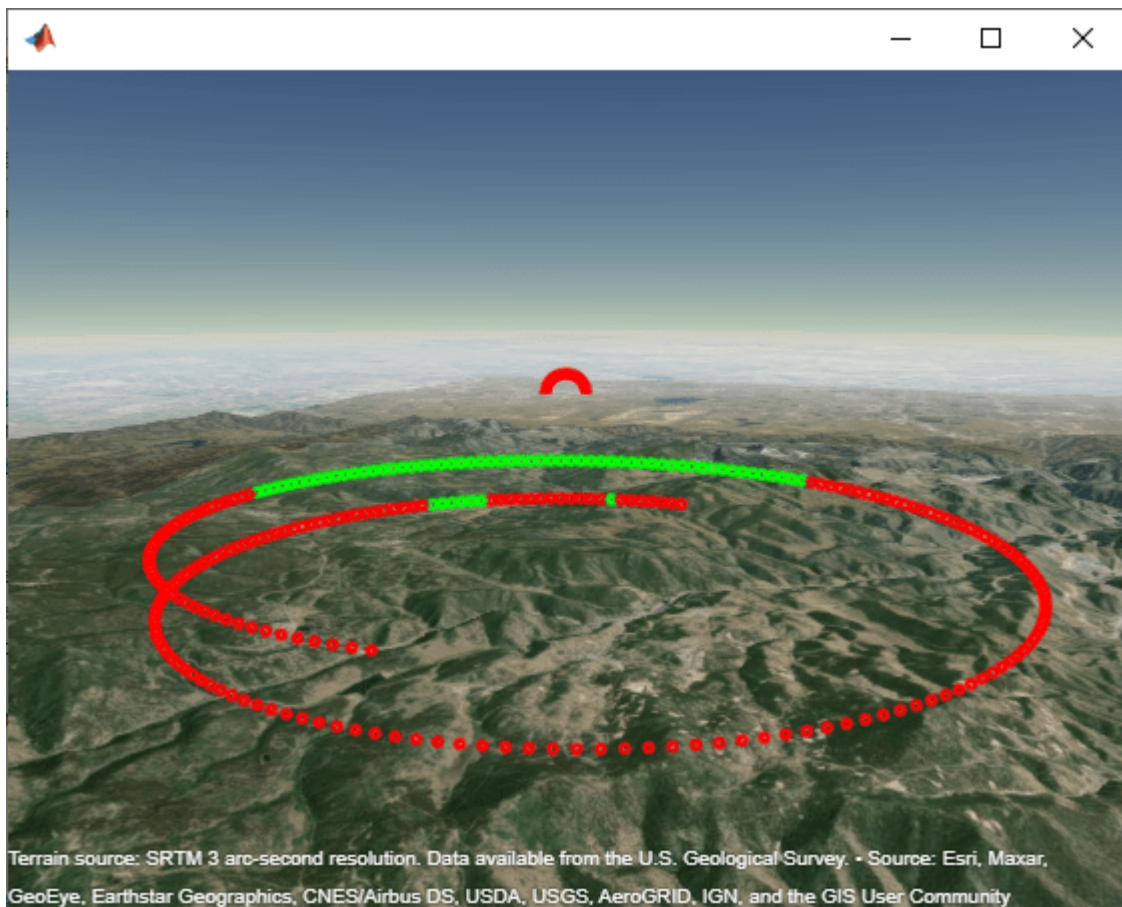 Terrain source: SRTM 3 arc-second resolution. Data available from the U.S. Geological Survey. • Source: Esri, Maxar,
GeoEye, Earthstar Geographics, CNES/Airbus DS, USDA, USGS, AeroGRID, IGN, and the GIS User Community